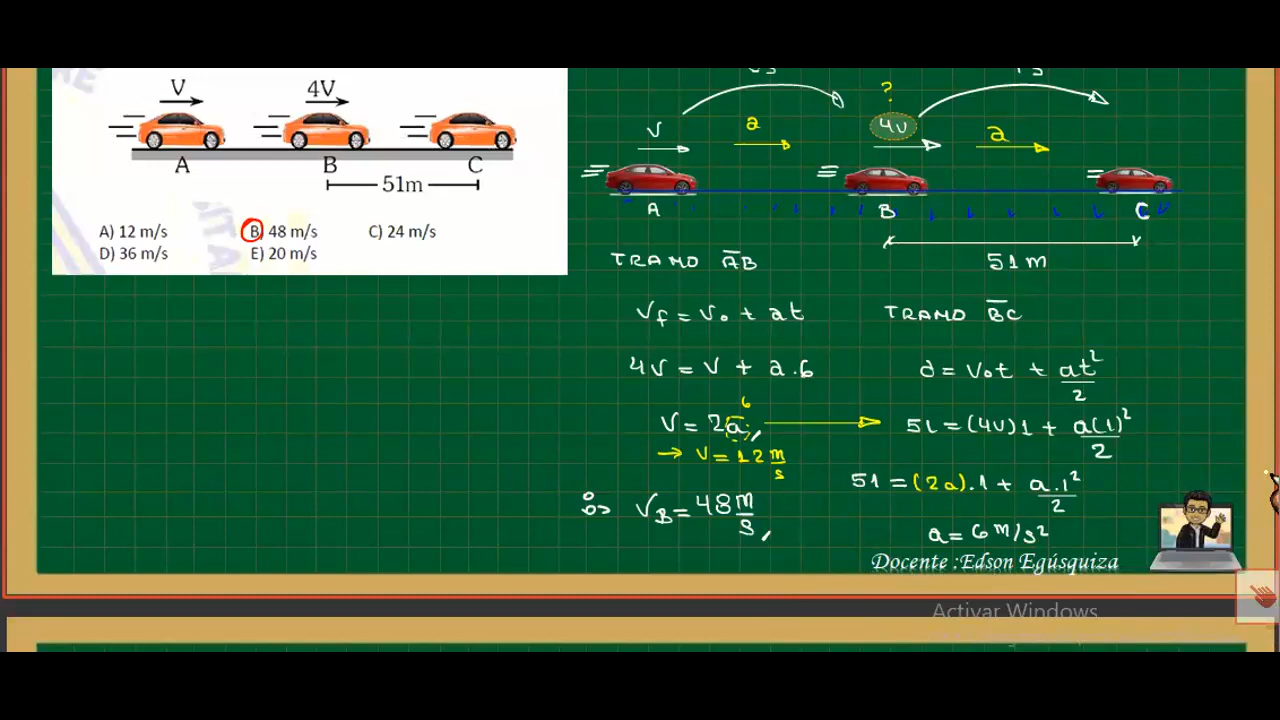 V
4V
A
B
C
51m
A) 12 m/s
B) 48 m/s
C) 24 m/s
D) 36 m/s
E) 20 m/s
?
V
a
4V
a
A
B
C
51m
TRAMO AB
Vf = Vo + at
4V = V + a.6
V = 2a
6
→ V = 12 m/s
∴ VB = 48 m/s
TRAMO BC
d = Vot + at²/2
51 = (4V)1 + a(1)²/2
51 = (2a).1 + a.1²/2
a = 6 m/s²
Docente :Edson Egúsquiza
Activar Windows